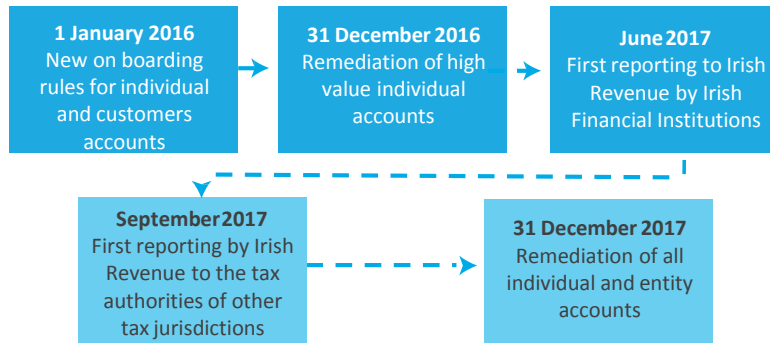 1 January 2016
New on boarding
rules for individual
and customers
accounts
31 December 2016
Remediation of high
value individual
accounts
June 2017
First reporting to Irish
Revenue by Irish
Financial Institutions
September 2017
First reporting by Irish
Revenue to the tax
authorities of other
tax jurisdictions
31 December 2017
Remediation of all
individual and entity
accounts